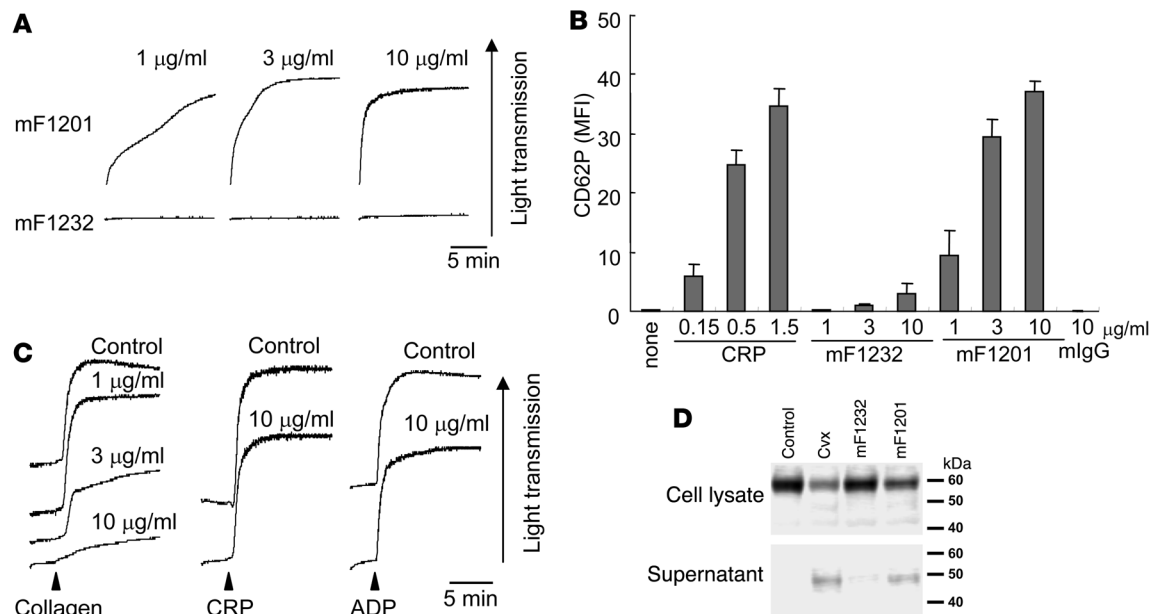 A
1 μg/ml 3 μg/ml 10 μg/ml
mF1201
mF1232
Light transmission
5 min
B
50
40
30
20
10
0
CD62P (MFI)
none
0.15 0.5 1.5 1 3 10 1 3 10 10 μg/ml
CRP mF1232 mF1201 mIgG
C
Control
1 μg/ml
3 μg/ml
10 μg/ml
Collagen
Control
10 μg/ml
CRP
Control
10 μg/ml
ADP
Light transmission
5 min
D
Control Cvx mF1232 mF1201
kDa
Cell lysate
60
50
40
Supernatant
60
50
40